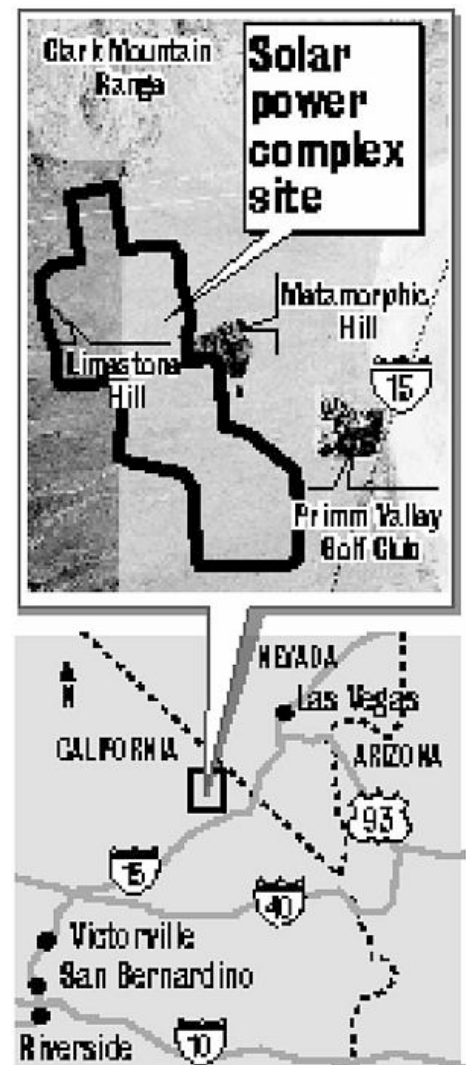 Clark Mountain
Range
Solar
power
complex
site
Metamorphic
Hill
Limestone
Hill
15
Primm Valley
Golf Club
NEVADA
N
Las Vegas
CALIFORNIA
ARIZONA
93
15
40
Victorville
San Bernardino
Riverside
10